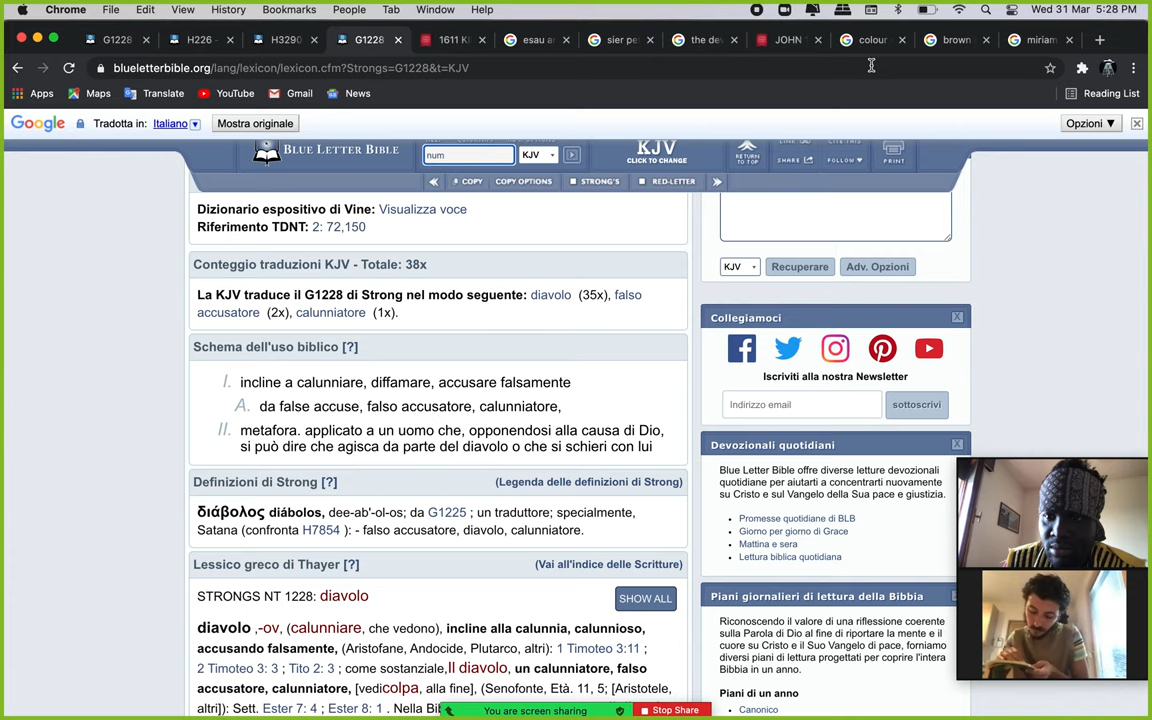 Chrome File Edit View History Bookmarks People Tab Window Help Wed 31 Mar 5:28 PM
G1228 H226 - H3290 G1228 1611 KJ esau an sier pe the dev JOHN 1 colour brown miriam
blueletterbible.org/lang/lexicon/lexicon.cfm?Strongs=G1228&t=KJV
Apps Maps Translate YouTube Gmail News Reading List
Google Tradotta in: Italiano Mostra originale Opzioni ▼
BLUE LETTER BIBLE num KJV KJV CLICK TO CHANGE RETURN TO TOP SHARE FOLLOW PRINT
COPY COPY OPTIONS STRONG'S RED-LETTER
Dizionario espositivo di Vine: Visualizza voce
Riferimento TDNT: 2: 72,150
Conteggio traduzioni KJV - Totale: 38x
La KJV traduce il G1228 di Strong nel modo seguente: diavolo (35x), falso
accusatore (2x), calunniatore (1x).
Schema dell'uso biblico [?]
I. incline a calunniare, diffamare, accusare falsamente
A. da false accuse, falso accusatore, calunniatore,
II. metafora. applicato a un uomo che, opponendosi alla causa di Dio,
si può dire che agisca da parte del diavolo o che si schieri con lui
Definizioni di Strong [?] (Legenda delle definizioni di Strong)
διάβολος diábolos, dee-ab'-ol-os; da G1225 ; un traduttore; specialmente,
Satana (confronta H7854 ): - falso accusatore, diavolo, calunniatore.
Lessico greco di Thayer [?] (Vai all'indice delle Scritture)
STRONGS NT 1228: diavolo SHOW ALL
diavolo ,-ov, (calunniare, che vedono), incline alla calunnia, calunnioso,
accusando falsamente, (Aristofane, Andocide, Plutarco, altri): 1 Timoteo 3:11 ;
2 Timoteo 3: 3 ; Tito 2: 3 ; come sostanziale,Il diavolo, un calunniatore, falso
accusatore, calunniatore, [vedicolpa, alla fine], (Senofonte, Età. 11, 5; [Aristotele,
altri]): Sett. Ester 7: 4 ; Ester 8: 1 . Nella Bib
KJV Recuperare Adv. Opzioni
Collegiamoci X
Iscriviti alla nostra Newsletter
Indirizzo email sottoscrivi
Devozionali quotidiani X
Blue Letter Bible offre diverse letture devozionali
quotidiane per aiutarti a concentrarti nuovamente
su Cristo e sul Vangelo della Sua pace e giustizia.
Promesse quotidiane di BLB
Giorno per giorno di Grace
Mattina e sera
Lettura biblica quotidiana
Piani giornalieri di lettura della Bibbia
Riconoscendo il valore di una riflessione coerente
sulla Parola di Dio al fine di riportare la mente e il
cuore su Cristo e il Suo Vangelo di pace, forniamo
diversi piani di lettura progettati per coprire l'intera
Bibbia in un anno.
Piani di un anno
Canonico
You are screen sharing Stop Share